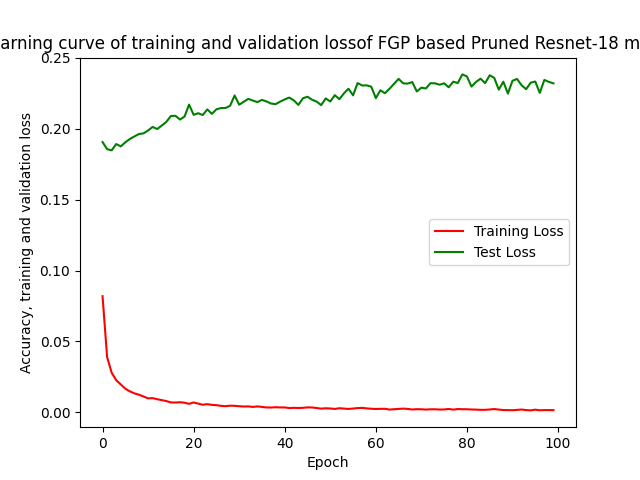 arning curve of training and validation lossof FGP based Pruned Resnet-18 m
0.25
0.20
0.15
0.10
0.05
0.00
Accuracy, training and validation loss
Training Loss
Test Loss
0 20 40 60 80 100
Epoch